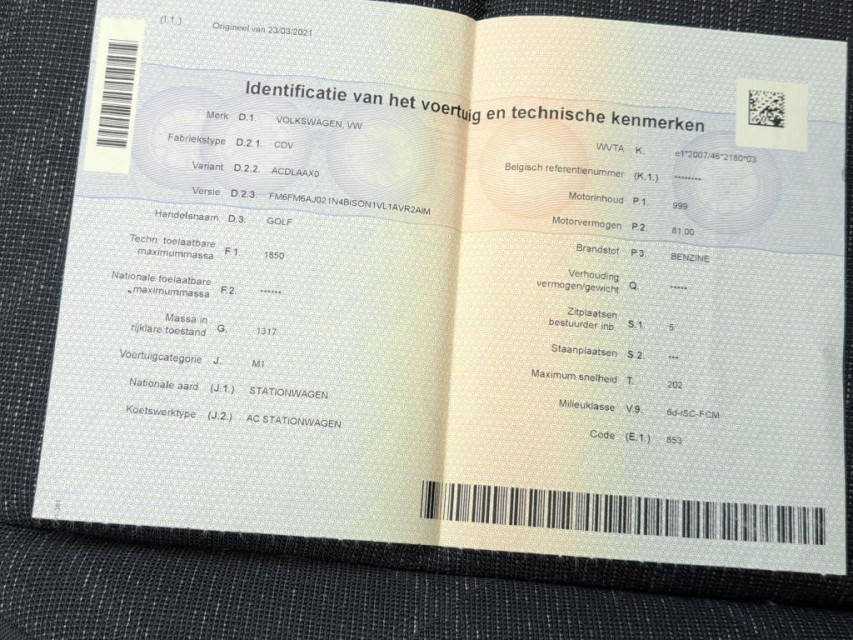 (I.1.)
Origineel van 23/03/2021
Identificatie van het voertuig en technische kenmerken
Merk D.1. VOLKSWAGEN, VW
Fabriekstype D.2.1. CDV
Variant D.2.2. ACDLAAX0
Versie D.2.3. FM6FM6AJ021N4BISON1VL1AVR2AIM
Handelsnaam D.3. GOLF
Techn. toelaatbare
maximummassa F.1. 1850
Nationale toelaatbare
maximummassa F.2. ------
Massa in
rijklare toestand G. 1317
Voertuigcategorie J. M1
Nationale aard (J.1.) STATIONWAGEN
Koetswerktype (J.2.) AC STATIONWAGEN
WVTA K. e1*2007/46*2180*03
Belgisch referentienummer (K.1.) --------
Motorinhoud P.1. 999
Motorvermogen P.2. 81.00
Brandstof P.3. BENZINE
Verhouding
vermogen/gewicht Q. -----
Zitplaatsen
bestuurder inb. S.1. 5
Staanplaatsen S.2. ---
Maximum snelheid T. 202
Milieuklasse V.9. 6d-ISC-FCM
Code (E.1.) 853